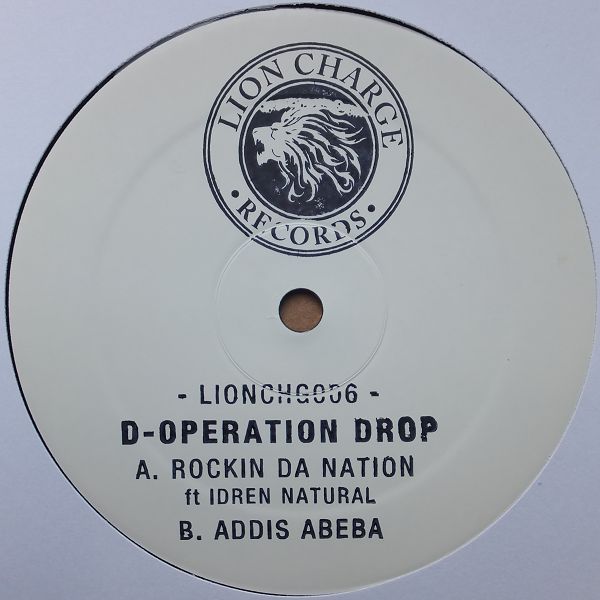 LION CHARGE
• RECORDS •
- LIONCHG006 -
D-OPERATION DROP
A. ROCKIN DA NATION
ft IDREN NATURAL
B. ADDIS ABEBA